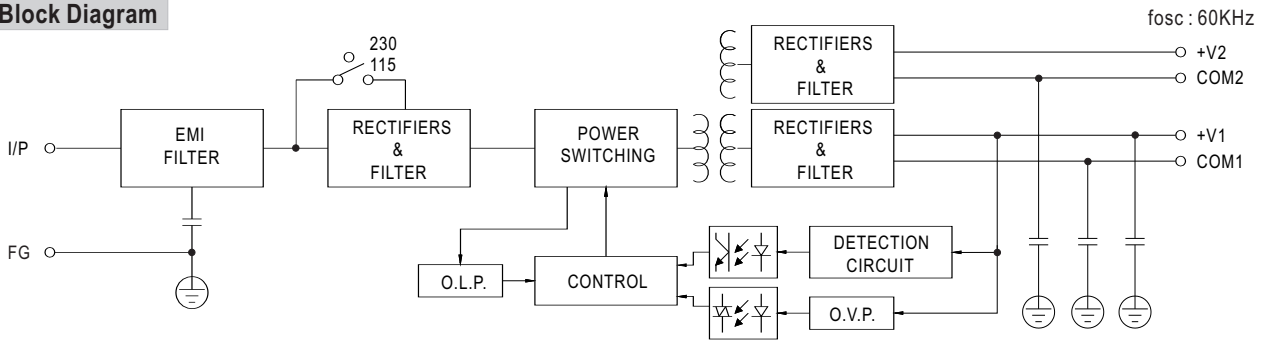 Block Diagram
fosc : 60KHz
230
115
I/P
EMI
FILTER
RECTIFIERS
&
FILTER
POWER
SWITCHING
RECTIFIERS
&
FILTER
+V2
COM2
RECTIFIERS
&
FILTER
+V1
COM1
FG
O.L.P.
CONTROL
DETECTION
CIRCUIT
O.V.P.